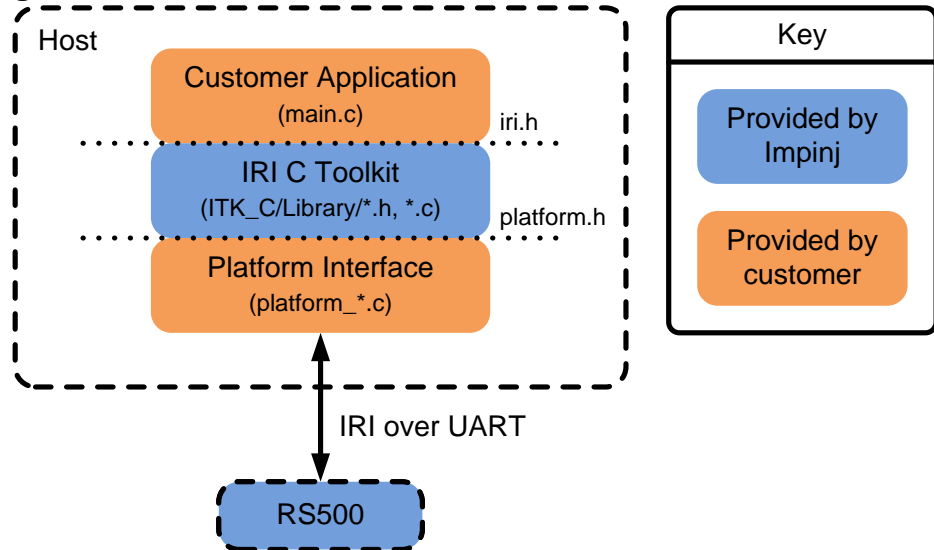 Host
Customer Application
(main.c)
iri.h
IRI C Toolkit
(ITK_C/Library/*.h, *.c)
platform.h
Platform Interface
(platform_*.c)
IRI over UART
RS500
Key
Provided by
Impinj
Provided by
customer